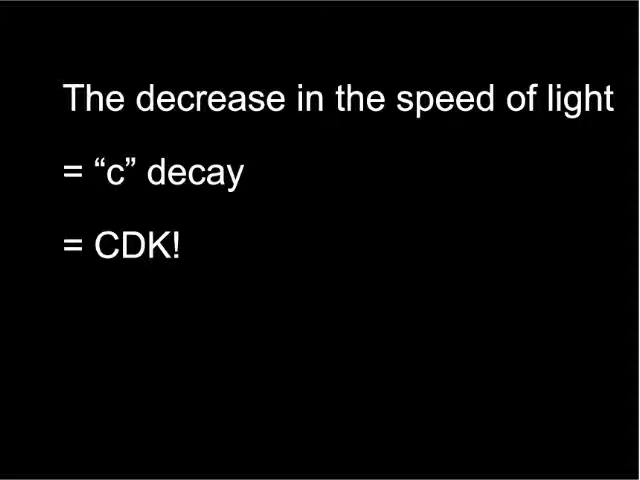 The decrease in the speed of light
= “c” decay
= CDK!